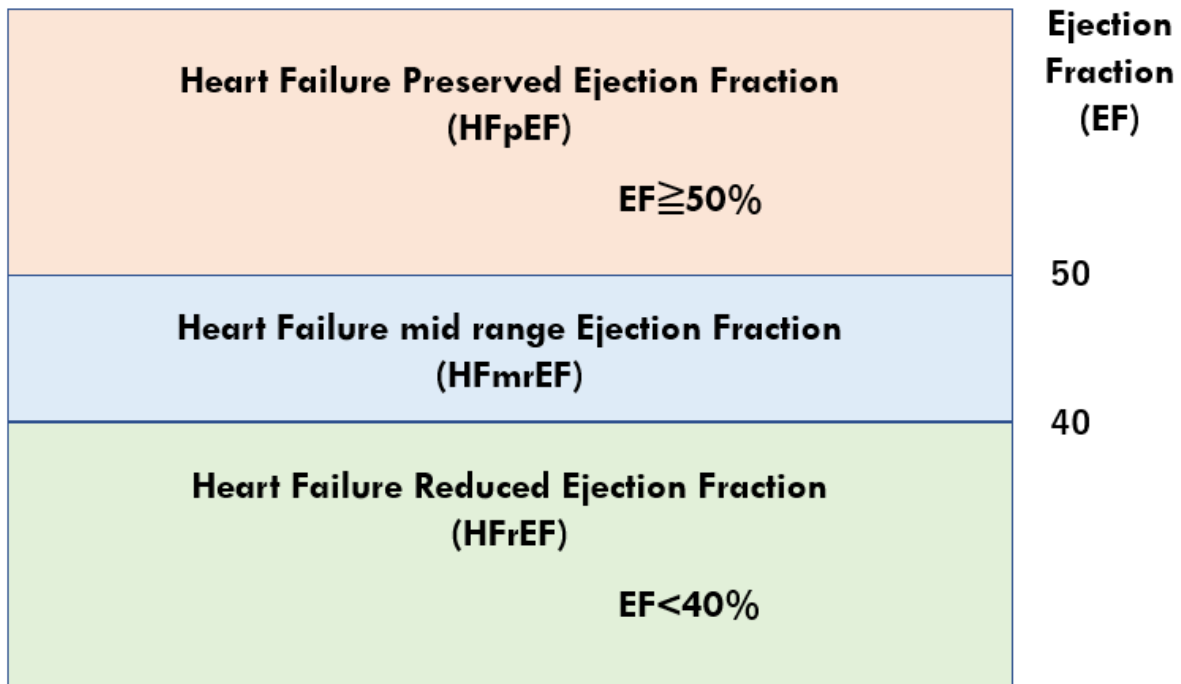 Heart Failure Preserved Ejection Fraction
(HFpEF)
EF≧50%
Heart Failure mid range Ejection Fraction
(HFmrEF)
Heart Failure Reduced Ejection Fraction
(HFrEF)
EF<40%
Ejection
Fraction
(EF)
50
40